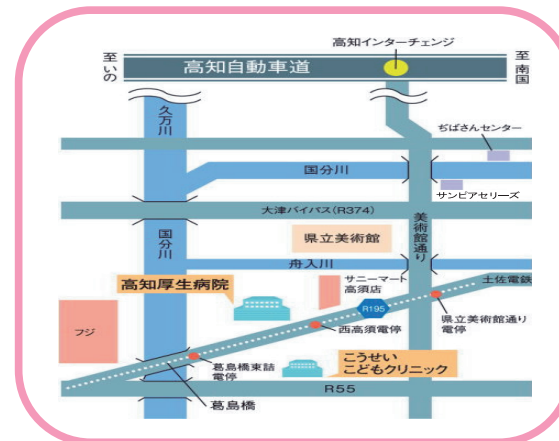 高知インターチェンジ
至いの
高知自動車道
至南国
久万川
ぢばさんセンター
国分川
サンピアセリーズ
大津バイパス(R374)
美術館通り
国分川
県立美術館
舟入川
高知厚生病院
サニーマート
高須店
土佐電鉄
R195
フジ
県立美術館通り
電停
西高須電停
葛島橋東詰
電停
こうせい
こどもクリニック
R55
葛島橋